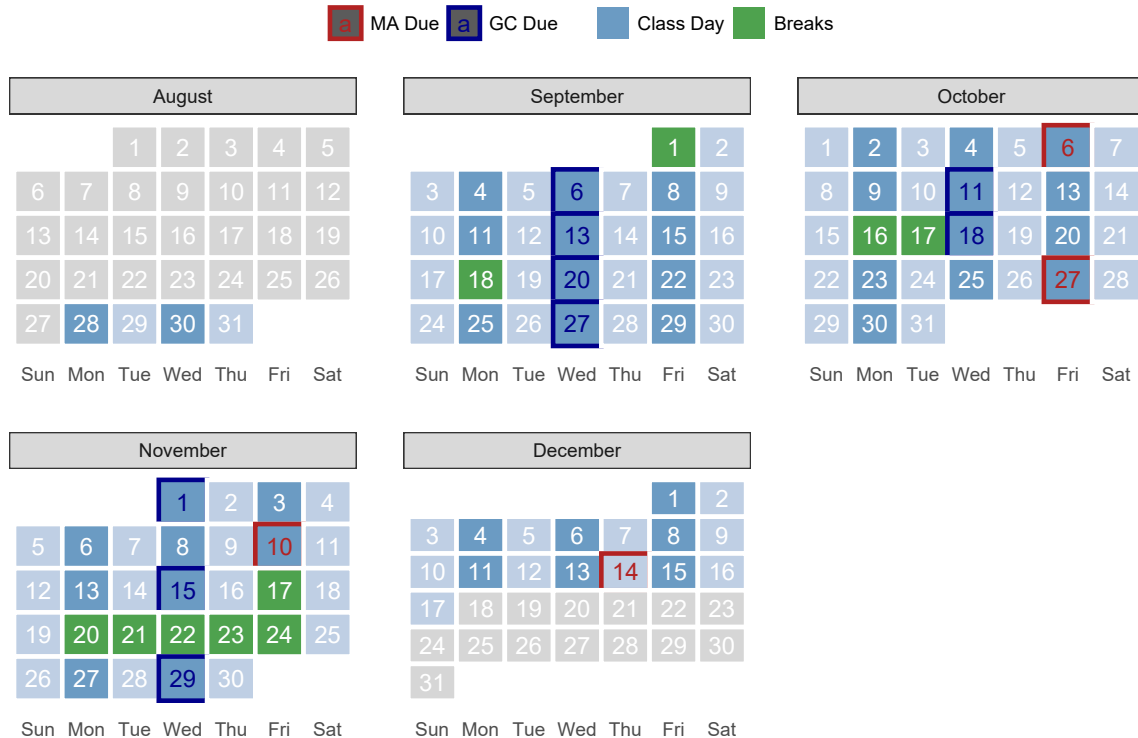 a MA Due a GC Due Class Day Breaks
August September October
1 2 3 4 5
6 7 8 9 10 11 12
13 14 15 16 17 18 19
20 21 22 23 24 25 26
27 28 29 30 31
Sun Mon Tue Wed Thu Fri Sat
1 2
3 4 5 6 7 8 9
10 11 12 13 14 15 16
17 18 19 20 21 22 23
24 25 26 27 28 29 30
Sun Mon Tue Wed Thu Fri Sat
1 2 3 4 5 6 7
8 9 10 11 12 13 14
15 16 17 18 19 20 21
22 23 24 25 26 27 28
29 30 31
Sun Mon Tue Wed Thu Fri Sat
November December
1 2 3 4
5 6 7 8 9 10 11
12 13 14 15 16 17 18
19 20 21 22 23 24 25
26 27 28 29 30
Sun Mon Tue Wed Thu Fri Sat
1 2
3 4 5 6 7 8 9
10 11 12 13 14 15 16
17 18 19 20 21 22 23
24 25 26 27 28 29 30
31
Sun Mon Tue Wed Thu Fri Sat